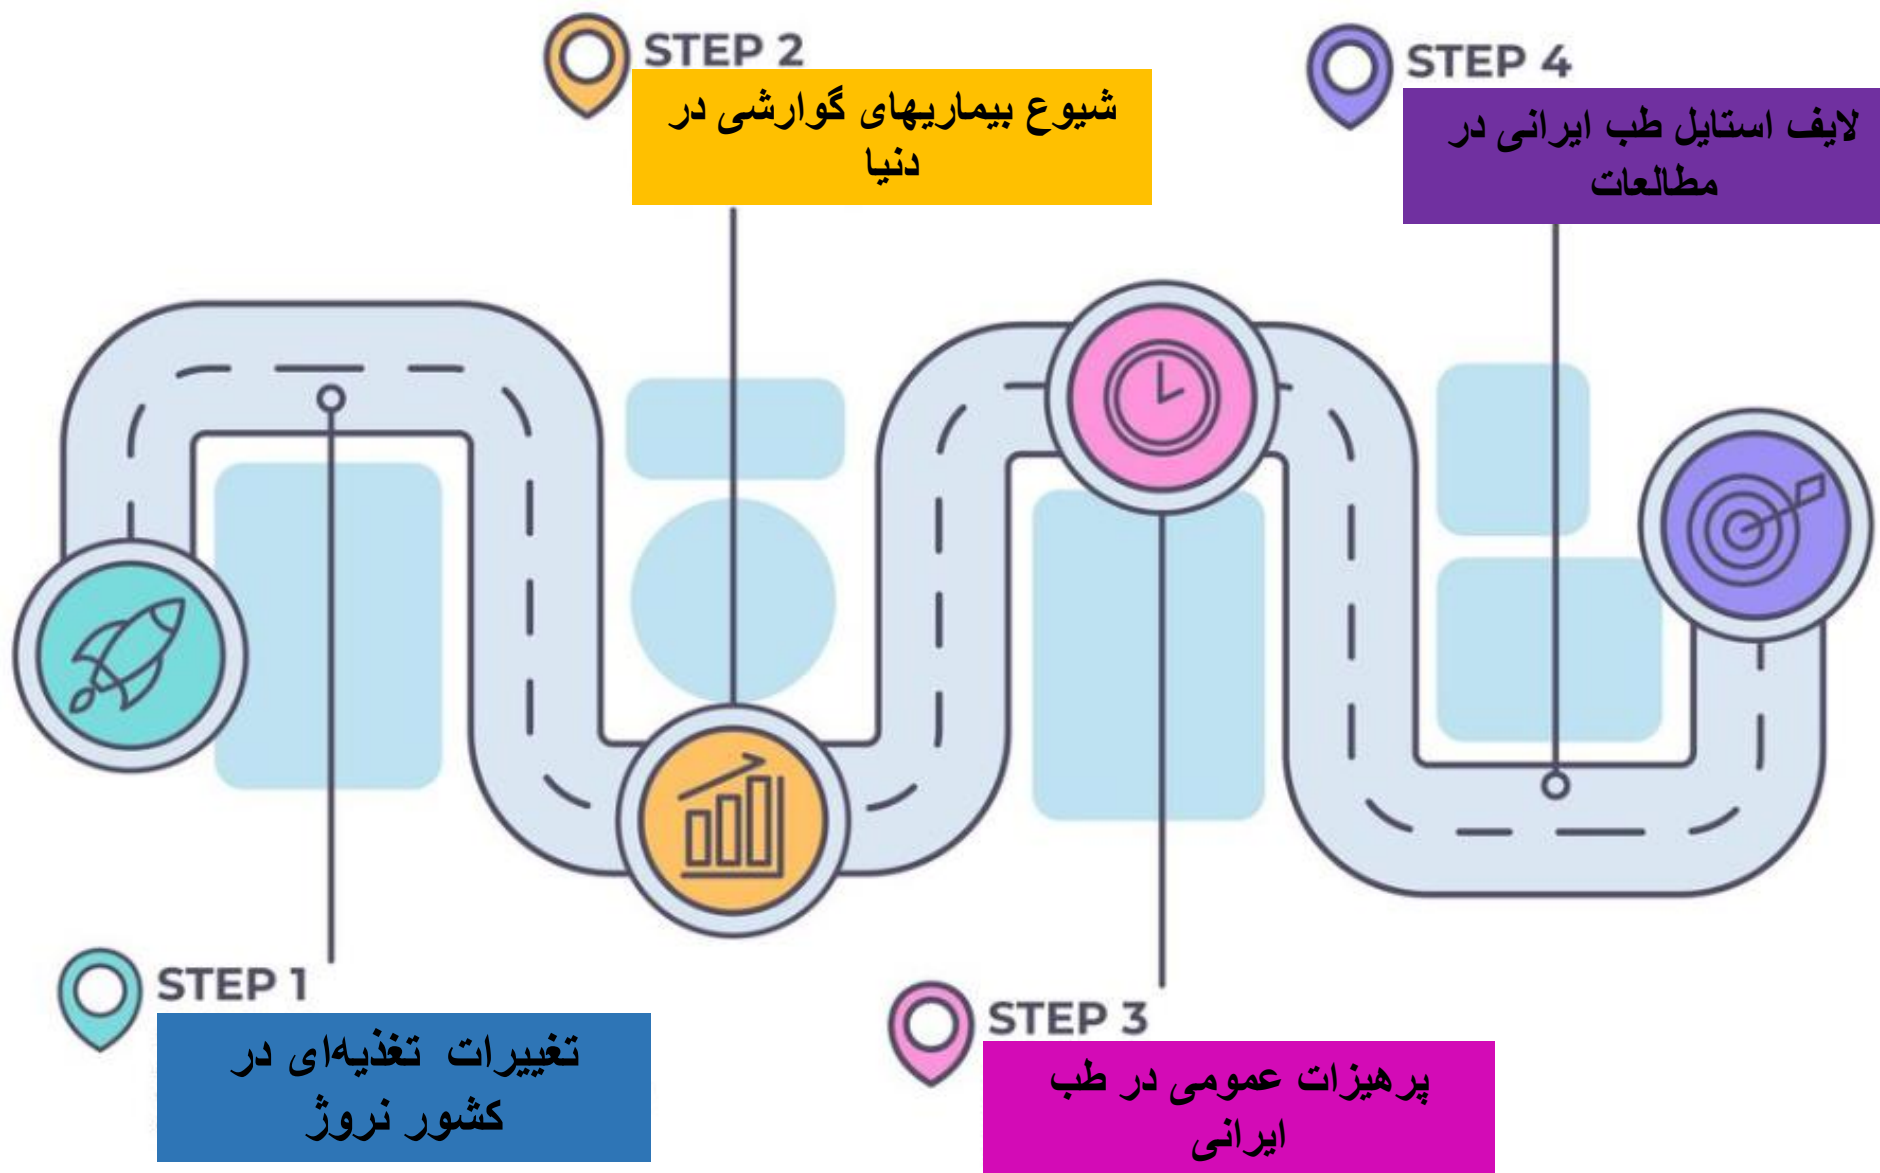 STEP 1
تغییرات تغذیه‌ای در
کشور نروژ
STEP 2
شیوع بیماریهای گوارشی در
دنیا
STEP 3
پرهیزات عمومی در طب
ایرانی
STEP 4
لایف استایل طب ایرانی در
مطالعات